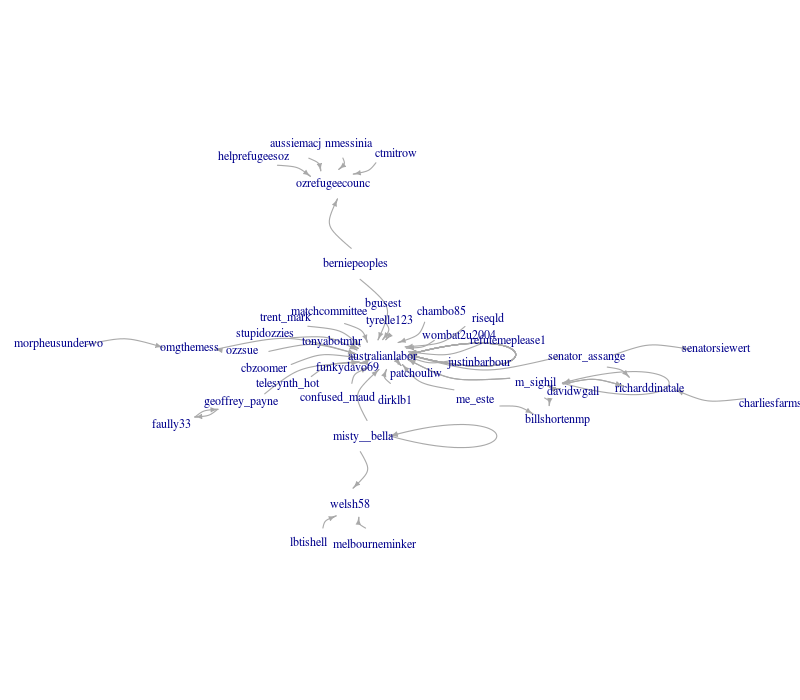 aussiemacj
nmessinia
helprefugeesoz
ctmitrow
ozrefugeecounc
berniepeoples
bgusest
matchcommittee
chambo85
trent_mark
tyrelle123
riseqld
stupidozzies
wombat2u2004
tonyabotmhr
refutemeplease1
morpheusunderwo
omgthemess
ozzsue
australianlabor
senator_assange
senatorsiewert
cbzoomer
funkydavo69
justinbarbour
telesynth_hot
patchouliw
m_sighil
confused_maud
davidwgall
richarddinatale
geoffrey_payne
dirklb1
me_este
charliesfarms
faully33
billshortenmp
misty__bella
welsh58
lbtishell
melbourneminker